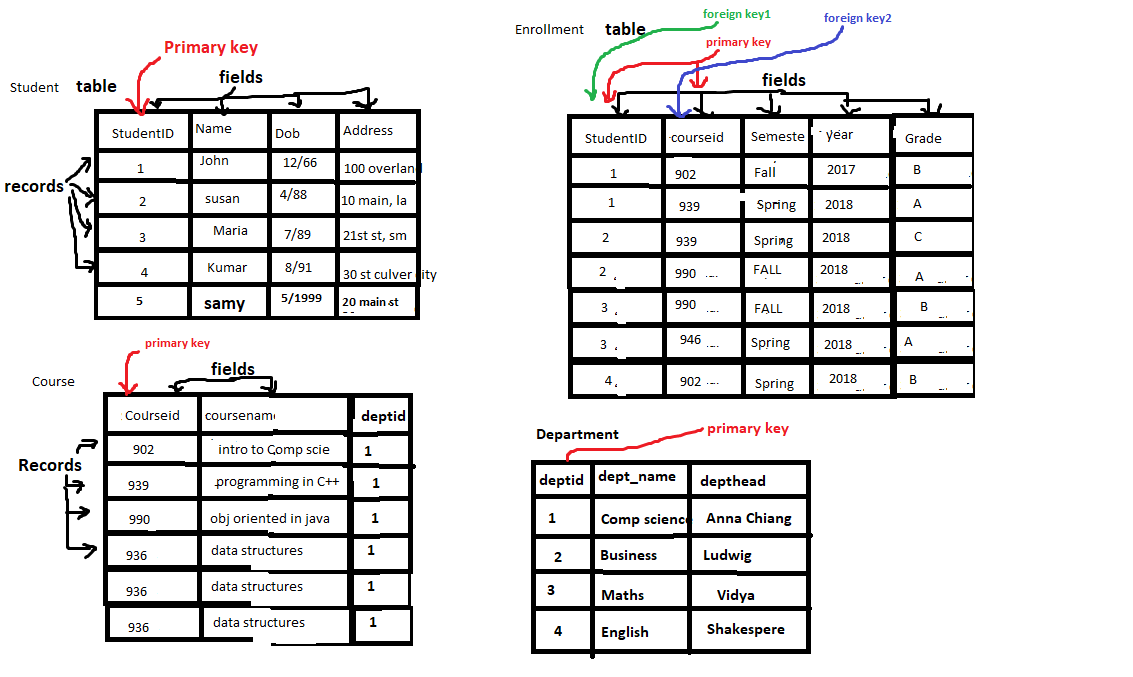 Primary key
Student table
fields
StudentID Name Dob Address
records
1 John 12/66 100 overland
2 susan 4/88 10 main, la
3 Maria 7/89 21st st, sm
4 Kumar 8/91 30 st culver city
5 samy 5/1999 20 main st
Enrollment table
foreign key1
foreign key2
primary key
fields
StudentID courseid Semeste year Grade
1 902 Fall 2017 B
1 939 Spring 2018 A
2 939 Spring 2018 C
2 990 FALL 2018 A
3 990 FALL 2018 B
3 946 Spring 2018 A
4 902 Spring 2018 B
primary key
Course
fields
Courseid coursenam deptid
Records
902 intro to Comp scie 1
939 programming in C++ 1
990 obj oriented in java 1
936 data structures 1
936 data structures 1
936 data structures 1
Department
primary key
deptid dept_name depthead
1 Comp science Anna Chiang
2 Business Ludwig
3 Maths Vidya
4 English Shakespere